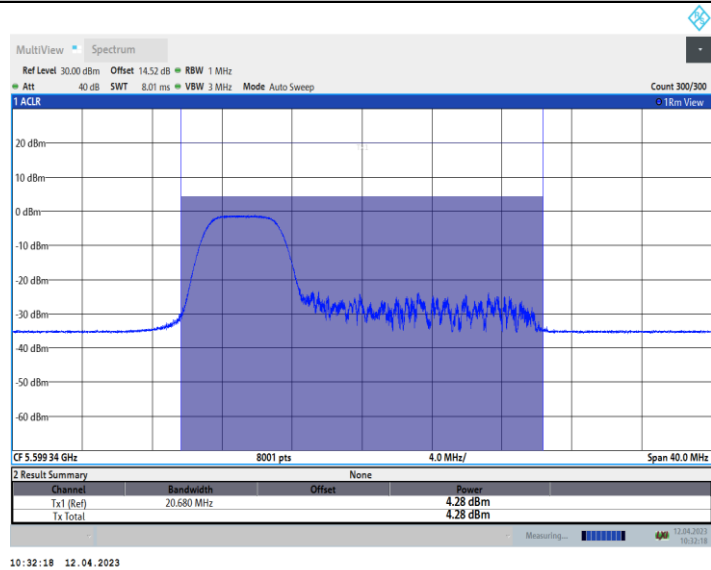 MultiView Spectrum
Ref Level 30.00 dBm Offset 14.52 dB RBW 1 MHz
Att 40 dB SWT 8.01 ms VBW 3 MHz Mode Auto Sweep Count 300/300
1 ACLR 1Rm View
20 dBm
10 dBm
0 dBm
-10 dBm
-20 dBm
-30 dBm
-40 dBm
-50 dBm
-60 dBm
CF 5.599 34 GHz 8001 pts 4.0 MHz/ Span 40.0 MHz
2 Result Summary None
Channel Bandwidth Offset Power
Tx1 (Ref) 20.680 MHz 4.28 dBm
Tx Total 4.28 dBm
Measuring... 12.04.2023
10:32:18
10:32:18 12.04.2023